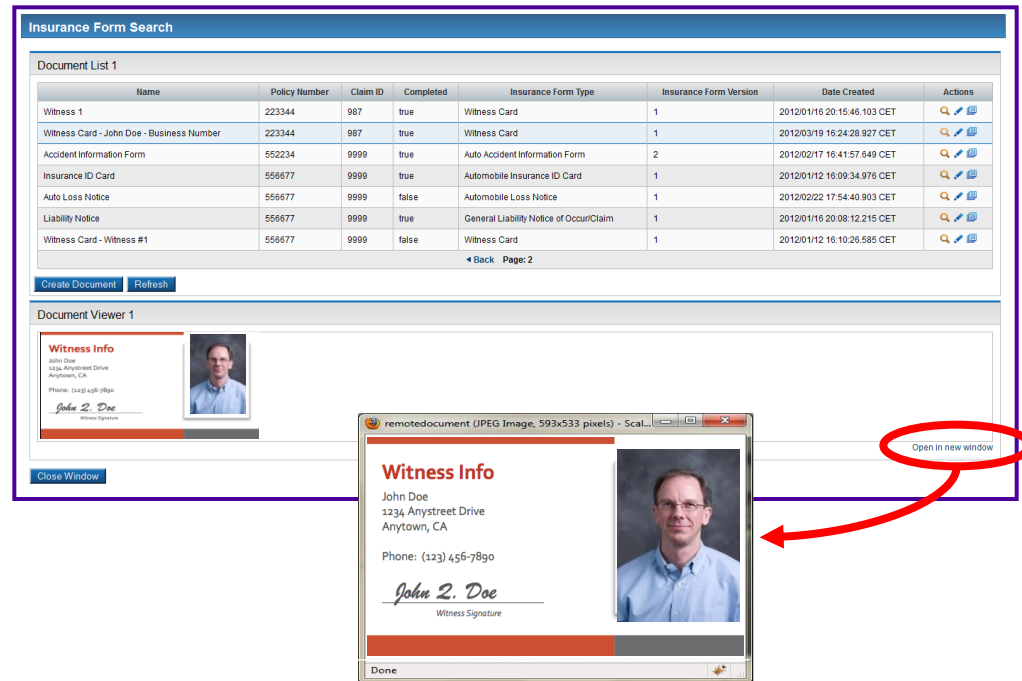 Insurance Form Search
Document List 1
Name Policy Number Claim ID Completed Insurance Form Type Insurance Form Version Date Created Actions
Witness 1 223344 987 true Witness Card 1 2012/01/16 20:15:46.103 CET
Witness Card - John Doe - Business Number 223344 987 true Witness Card 1 2012/03/19 16:24:28.927 CET
Accident Information Form 552234 9999 true Auto Accident Information Form 2 2012/02/17 16:41:57.649 CET
Insurance ID Card 556677 9999 true Automobile Insurance ID Card 1 2012/01/12 16:09:34.976 CET
Auto Loss Notice 556677 9999 false Automobile Loss Notice 1 2012/02/22 17:54:40.903 CET
Liability Notice 556677 9999 true General Liability Notice of Occur/Claim 1 2012/01/16 20:08:12.215 CET
Witness Card - Witness #1 556677 9999 false Witness Card 1 2012/01/12 16:10:26.585 CET
Back Page: 2
Create Document Refresh
Document Viewer 1
Witness Info
John Doe
1234 Anystreet Drive
Anytown, CA
Phone: (123) 456-7890
John Q. Doe
Witness Signature
Open in new window
Close Window
remotedocument (JPEG Image, 593x533 pixels) - Scal...
Witness Info
John Doe
1234 Anystreet Drive
Anytown, CA
Phone: (123) 456-7890
John Q. Doe
Witness Signature
Done